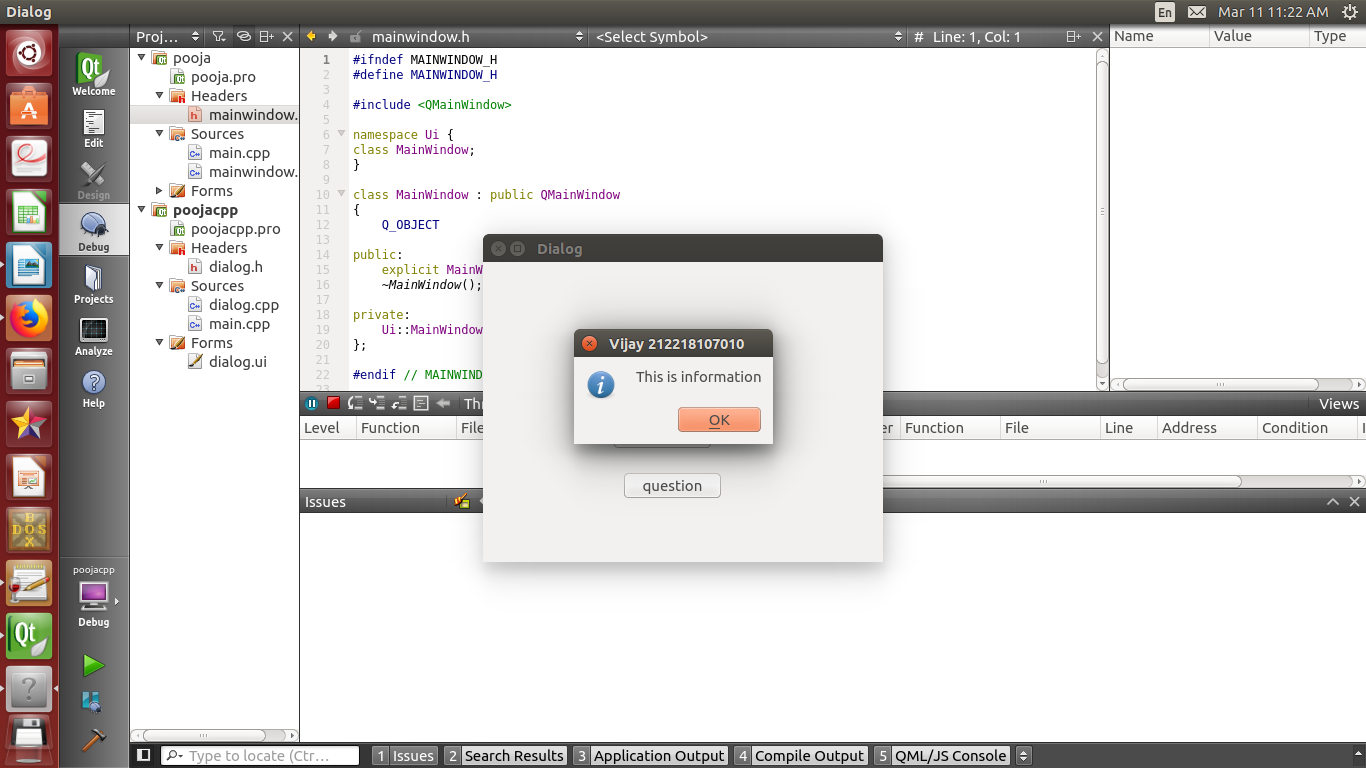 Dialog
En
Mar 11 11:22 AM
Proj...
mainwindow.h
<Select Symbol>
# Line: 1, Col: 1
Name Value Type
Qt
Welcome
Edit
Design
Debug
Projects
Analyze
Help
poojacpp
Debug
pooja
pooja.pro
Headers
mainwindow.
Sources
main.cpp
mainwindow.
Forms
poojacpp
poojacpp.pro
Headers
dialog.h
Sources
dialog.cpp
main.cpp
Forms
dialog.ui
1 #ifndef MAINWINDOW_H
2 #define MAINWINDOW_H
3
4 #include <QMainWindow>
5
6 namespace Ui {
7 class MainWindow;
8 }
9
10 class MainWindow : public QMainWindow
11 {
12 Q_OBJECT
13
14 public:
15 explicit MainW
16 ~MainWindow();
17
18 private:
19 Ui::MainWindow
20 };
21
22 #endif // MAINWIND
23
Dialog
Vijay 212218107010
This is information
OK
question
Views
Level Function File
er Function File Line Address Condition I
Issues
Type to locate (Ctr...
1 Issues 2 Search Results 3 Application Output 4 Compile Output 5 QML/JS Console